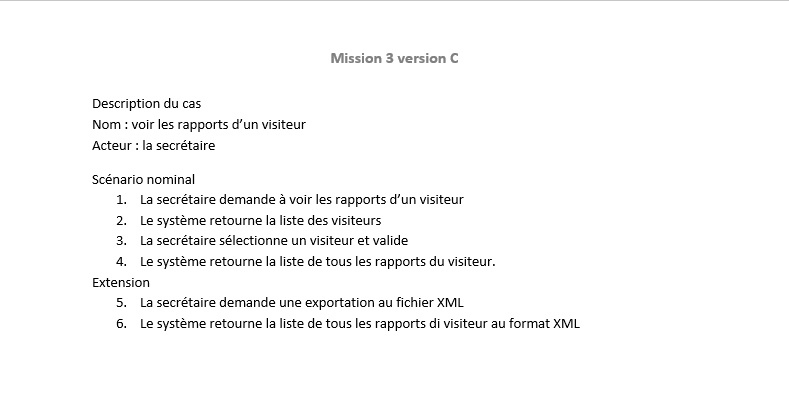 Mission 3 version C
Description du cas
Nom : voir les rapports d’un visiteur
Acteur : la secrétaire
Scénario nominal
1. La secrétaire demande à voir les rapports d’un visiteur
2. Le système retourne la liste des visiteurs
3. La secrétaire sélectionne un visiteur et valide
4. Le système retourne la liste de tous les rapports du visiteur.
Extension
5. La secrétaire demande une exportation au fichier XML
6. Le système retourne la liste de tous les rapports di visiteur au format XML